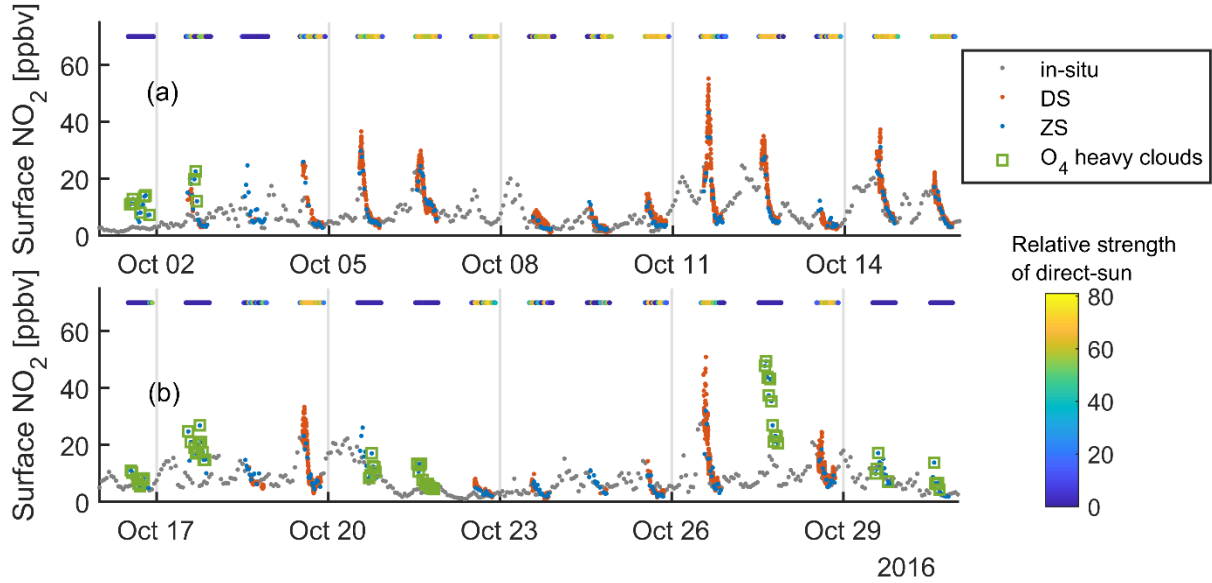 Surface NO2 [ppbv]
60
40
20
0
(a)
Oct 02
Oct 05
Oct 08
Oct 11
Oct 14
in-situ
DS
ZS
O4 heavy clouds
Surface NO2 [ppbv]
60
40
20
0
(b)
Oct 17
Oct 20
Oct 23
Oct 26
Oct 29
2016
Relative strength
of direct-sun
80
60
40
20
0